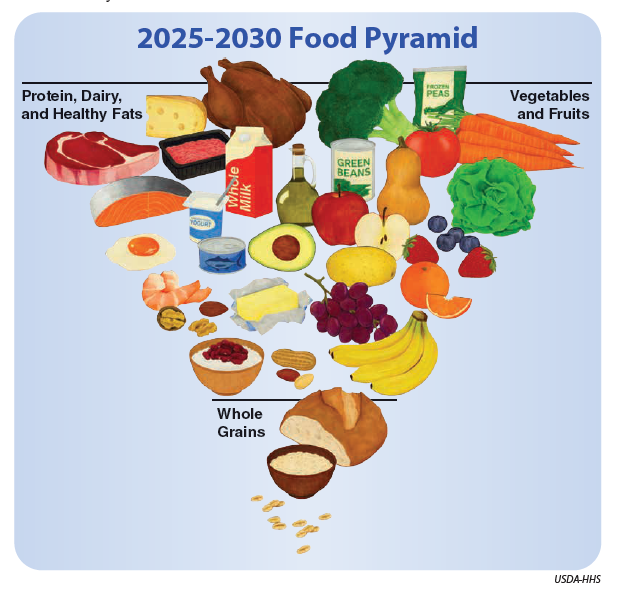 2025-2030 Food Pyramid
Protein, Dairy,
and Healthy Fats
Vegetables
and Fruits
FROZEN
PEAS
Whole
Milk
GREEN
BEANS
YOGURT
Whole
Grains
USDA-HHS